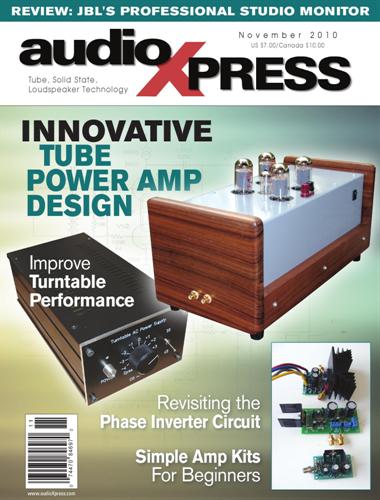 REVIEW: JBL'S PROFESSIONAL STUDIO MONITOR
audioXPRESS
November 2010
US $7.00/Canada $10.00
Tube, Solid State,
Loudspeaker Technology
INNOVATIVE
TUBE
POWER AMP
DESIGN
Improve
Turntable
Performance
Turntable AC Power Supply
Revisiting the
Phase Inverter Circuit
Simple Amp Kits
For Beginners
11
audioXpress.com